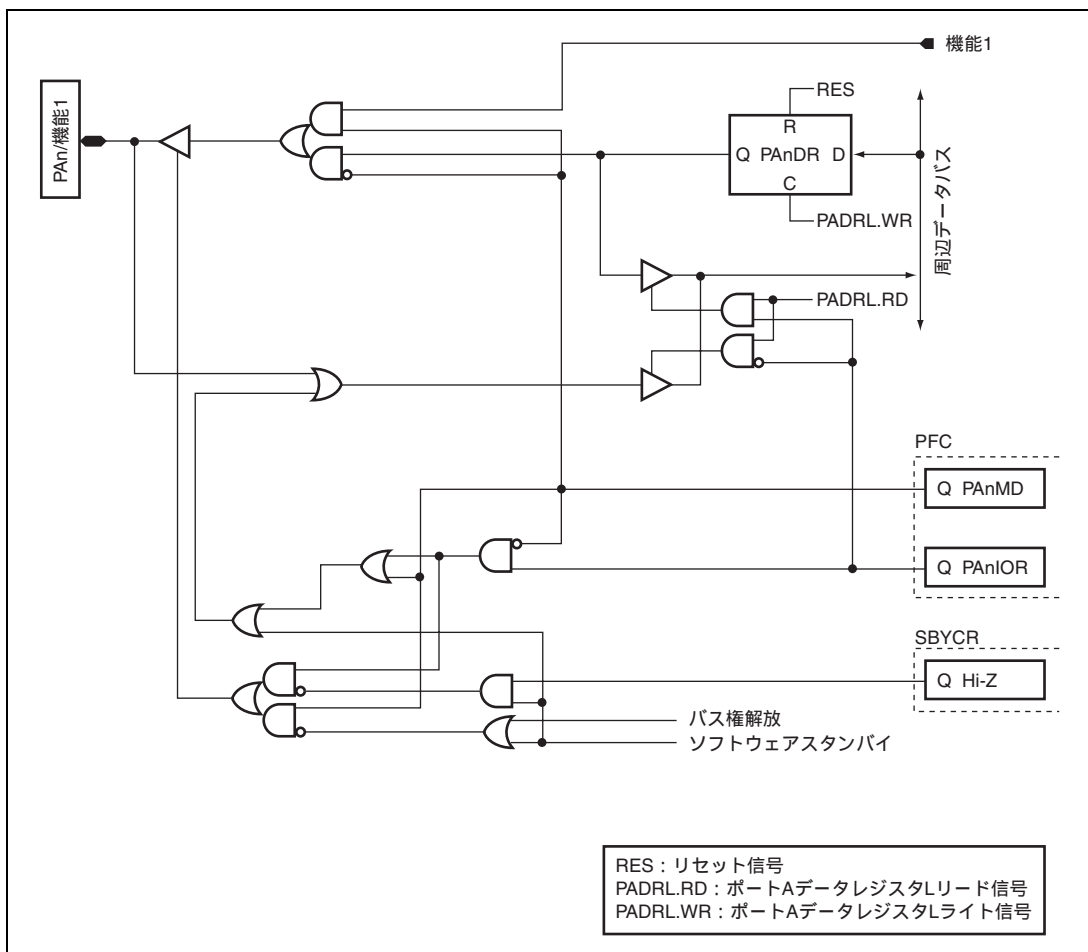 機能1
PAn/機能1
RES
R
Q PAnDR D
C
PADRL.WR
周辺データバス
PADRL.RD
PFC
Q PAnMD
Q PAnIOR
SBYCR
Q Hi-Z
バス権解放
ソフトウェアスタンバイ
RES：リセット信号
PADRL.RD：ポートAデータレジスタLリード信号
PADRL.WR：ポートAデータレジスタLライト信号